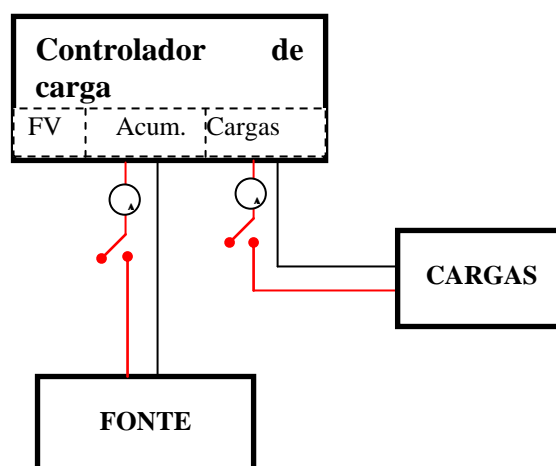 Controlador de
carga
FV Acum. Cargas
CARGAS
FONTE